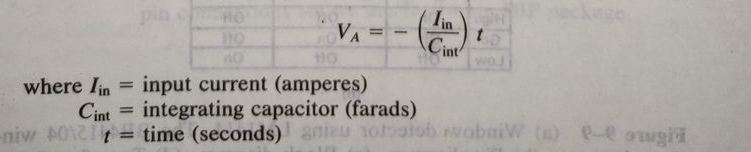 V_A = − (I_in / C_int) t
where I_in = input current (amperes)
C_int = integrating capacitor (farads)
t = time (seconds)